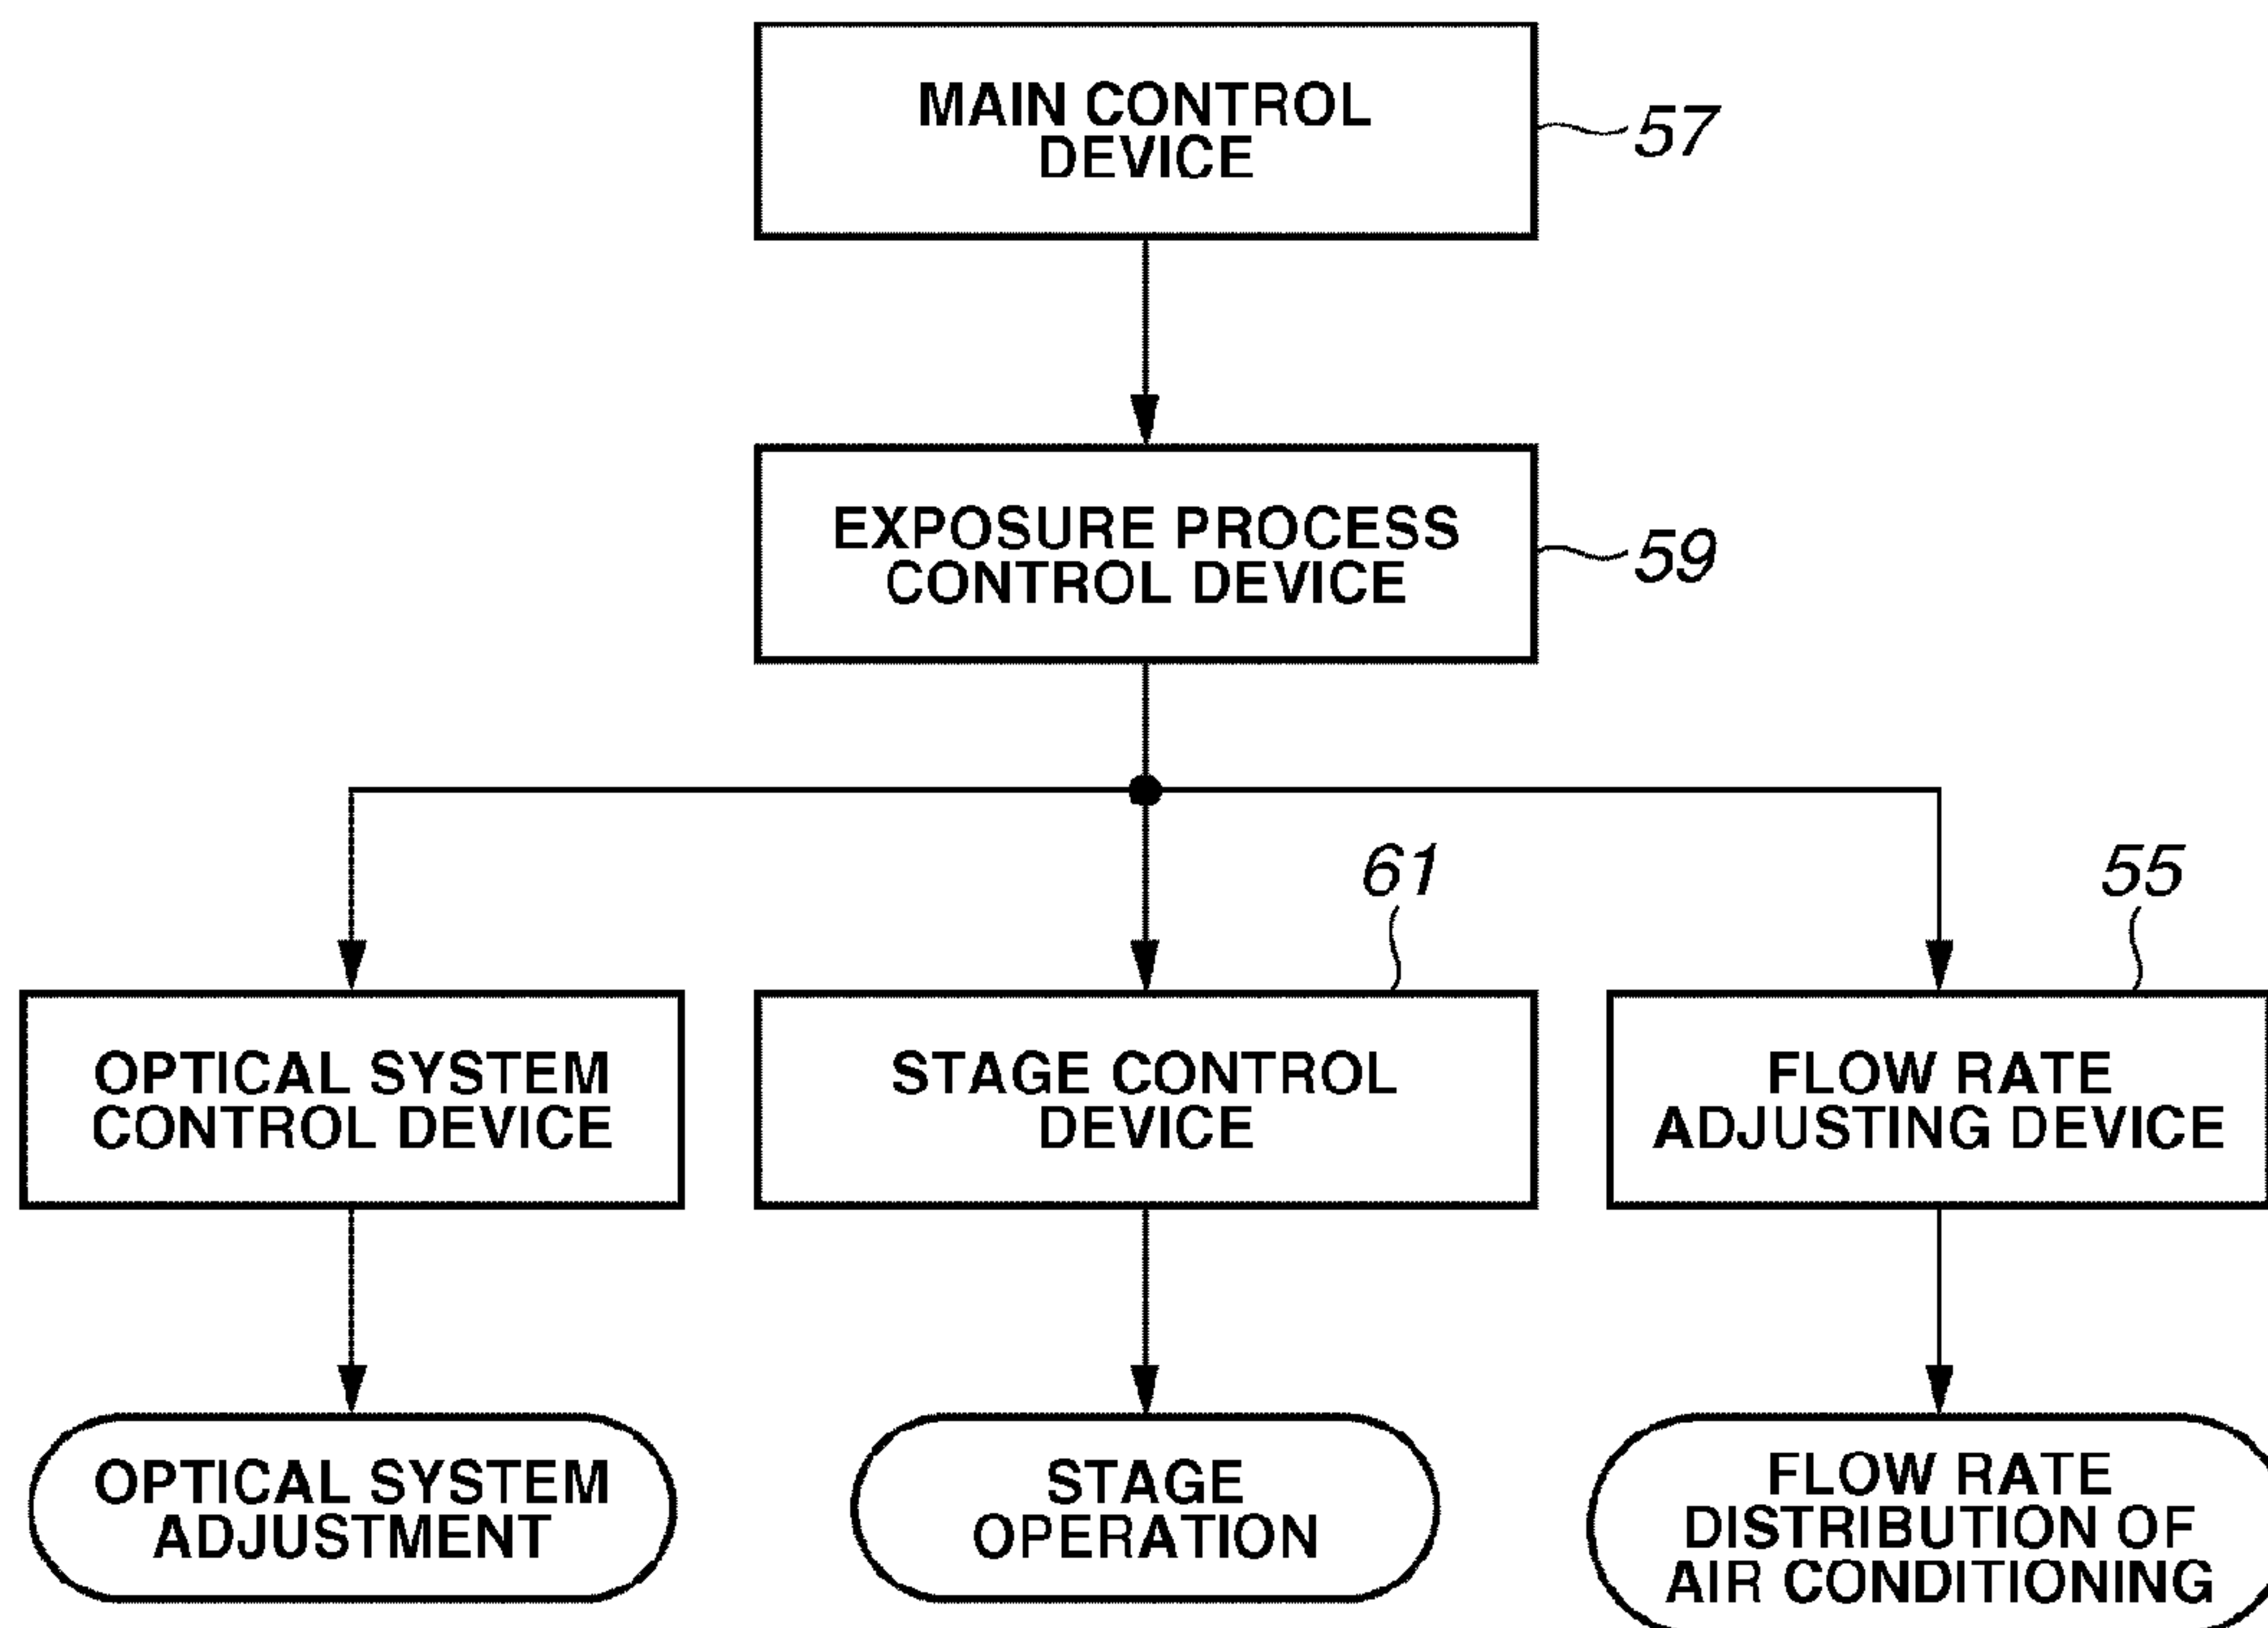 MAIN CONTROL
DEVICE
57
EXPOSURE PROCESS
CONTROL DEVICE
59
61
55
OPTICAL SYSTEM
CONTROL DEVICE
STAGE CONTROL
DEVICE
FLOW RATE
ADJUSTING DEVICE
OPTICAL SYSTEM
ADJUSTMENT
STAGE
OPERATION
FLOW RATE
DISTRIBUTION OF
AIR CONDITIONING